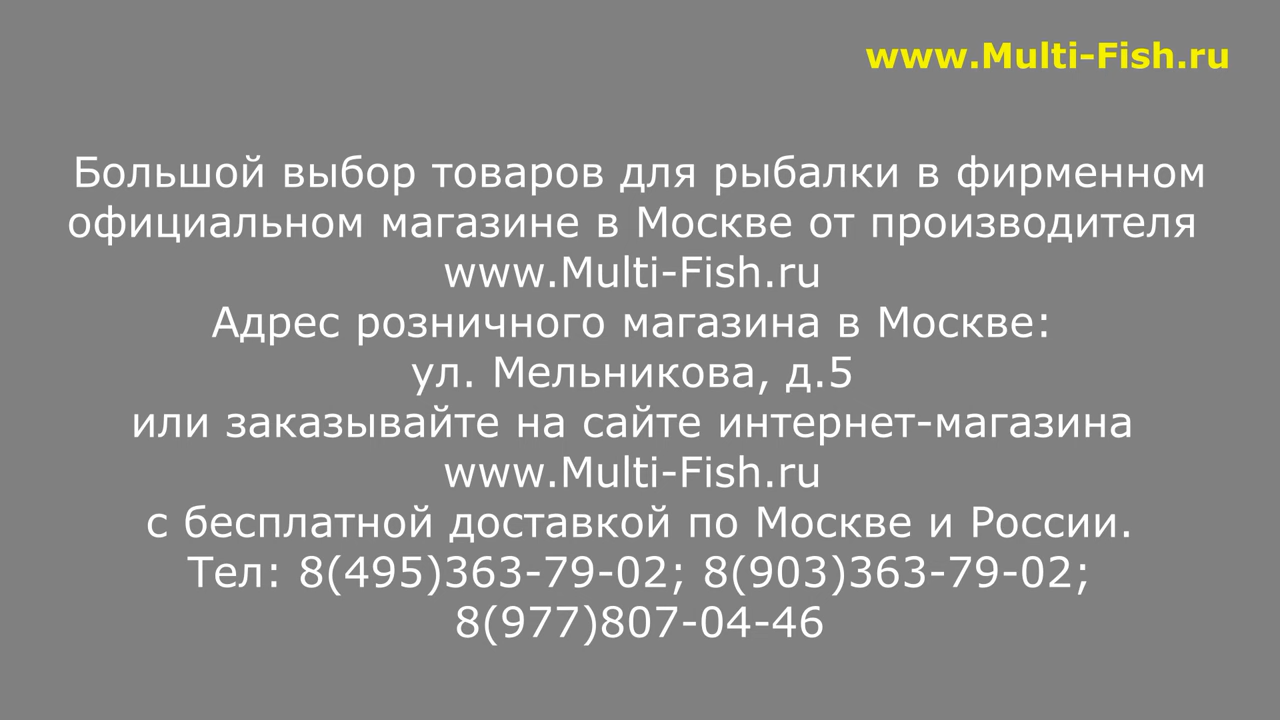 www.Multi-Fish.ru
Большой выбор товаров для рыбалки в фирменном
официальном магазине в Москве от производителя
www.Multi-Fish.ru
Адрес розничного магазина в Москве:
ул. Мельникова, д.5
или заказывайте на сайте интернет-магазина
www.Multi-Fish.ru
с бесплатной доставкой по Москве и России.
Тел: 8(495)363-79-02; 8(903)363-79-02;
8(977)807-04-46